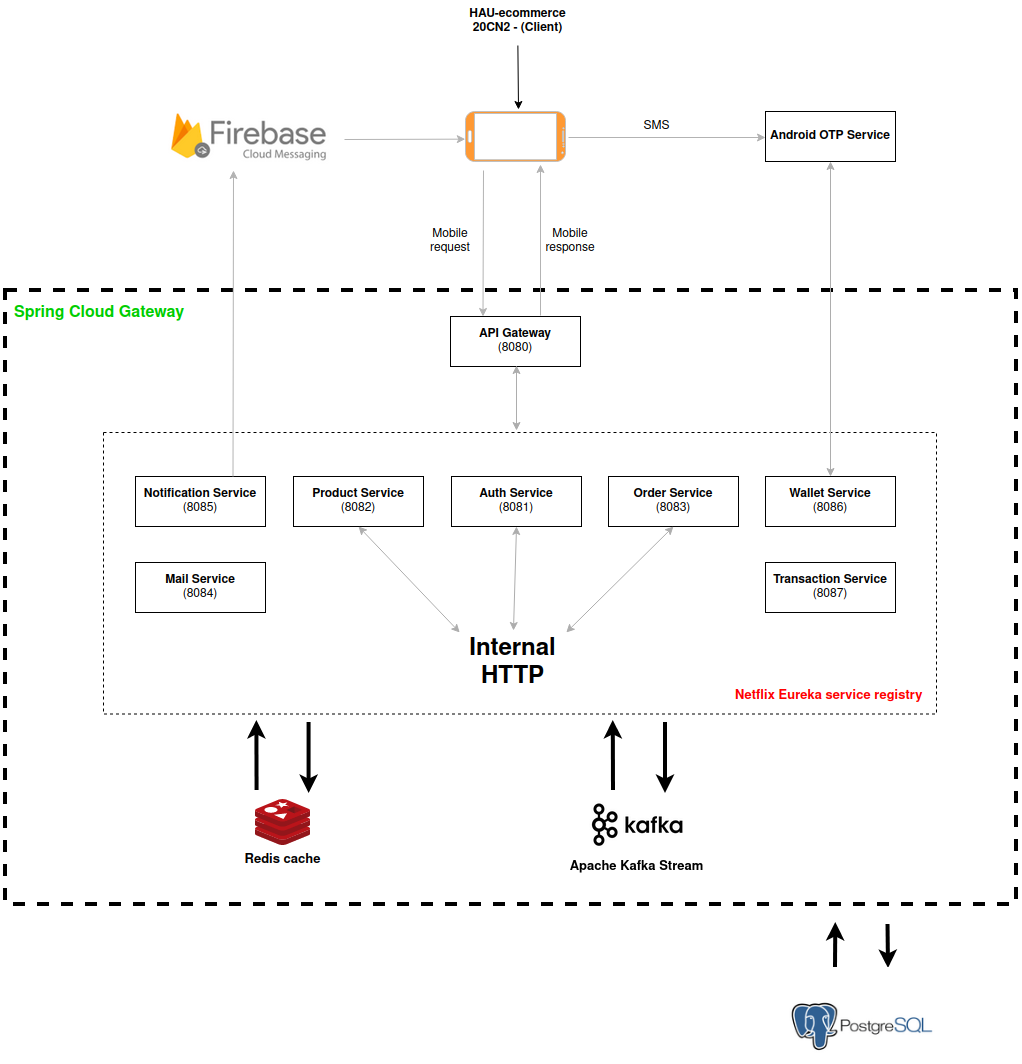 HAU-ecommerce
20CN2 - (Client)
Firebase
Cloud Messaging
SMS
Android OTP Service
Mobile
request
Mobile
response
Spring Cloud Gateway
API Gateway
(8080)
Notification Service
(8085)
Product Service
(8082)
Auth Service
(8081)
Order Service
(8083)
Wallet Service
(8086)
Mail Service
(8084)
Transaction Service
(8087)
Internal
HTTP
Netflix Eureka service registry
Redis cache
kafka
Apache Kafka Stream
PostgreSQL